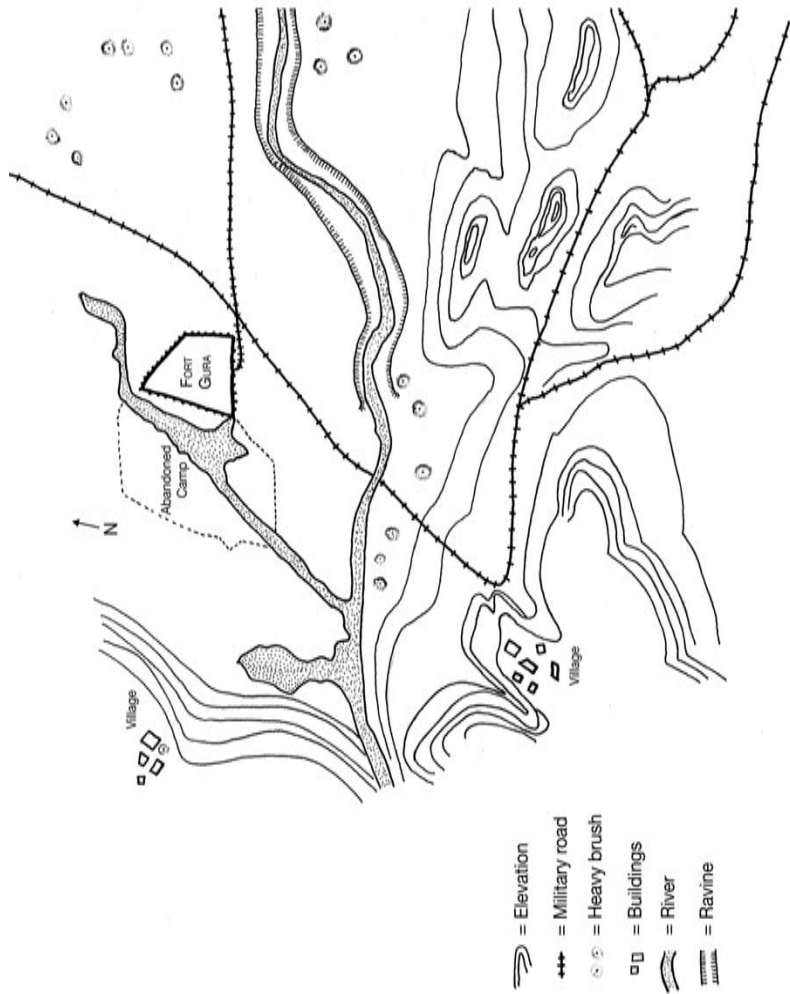 N
Abandoned
Camp
FORT
GURA
Village
Village
= Elevation
= Military road
= Heavy brush
= Buildings
= River
= Ravine